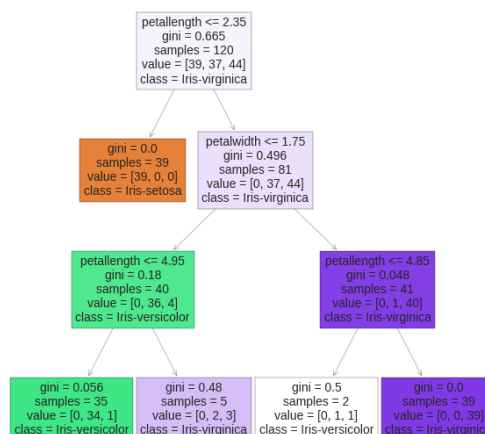 petallength <= 2.35
gini = 0.665
samples = 120
value = [39, 37, 44]
class = Iris-virginica
gini = 0.0
samples = 39
value = [39, 0, 0]
class = Iris-setosa
petalwidth <= 1.75
gini = 0.496
samples = 81
value = [0, 37, 44]
class = Iris-virginica
petallength <= 4.95
gini = 0.18
samples = 40
value = [0, 36, 4]
class = Iris-versicolor
petallength <= 4.85
gini = 0.048
samples = 41
value = [0, 1, 40]
class = Iris-virginica
gini = 0.056
samples = 35
value = [0, 34, 1]
class = Iris-versicolor
gini = 0.48
samples = 5
value = [0, 2, 3]
class = Iris-virginica
gini = 0.5
samples = 2
value = [0, 1, 1]
class = Iris-versicolor
gini = 0.0
samples = 39
value = [0, 0, 39]
class = Iris-virginica